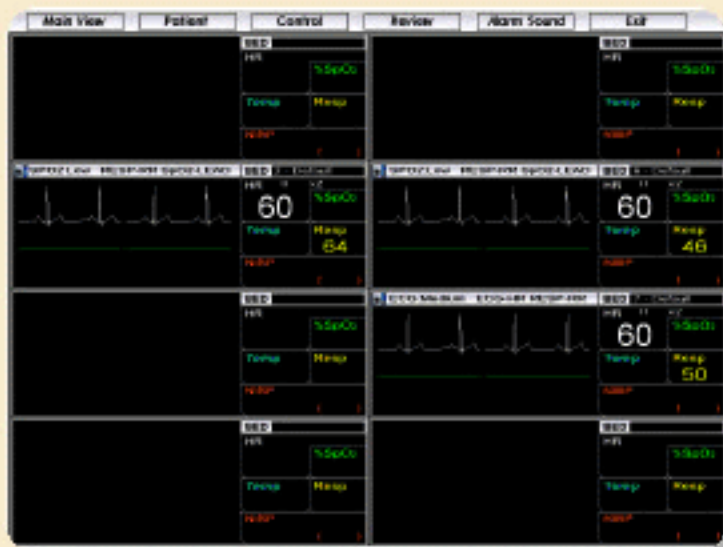 Main View Patient Control Review Alarm Sound Exit
BED BED
HR HR
%SpO₂ %SpO₂
Temp Resp Temp Resp
NIBP NIBP
( ) ( )
BED BED
HR HR
60 %SpO₂ 60 %SpO₂
Temp Resp Temp Resp
64 46
NIBP NIBP
( ) ( )
BED BED
HR HR
%SpO₂ 60 %SpO₂
Temp Resp Temp Resp
50
NIBP NIBP
( ) ( )
BED BED
HR HR
%SpO₂ %SpO₂
Temp Resp Temp Resp
NIBP NIBP
( ) ( )